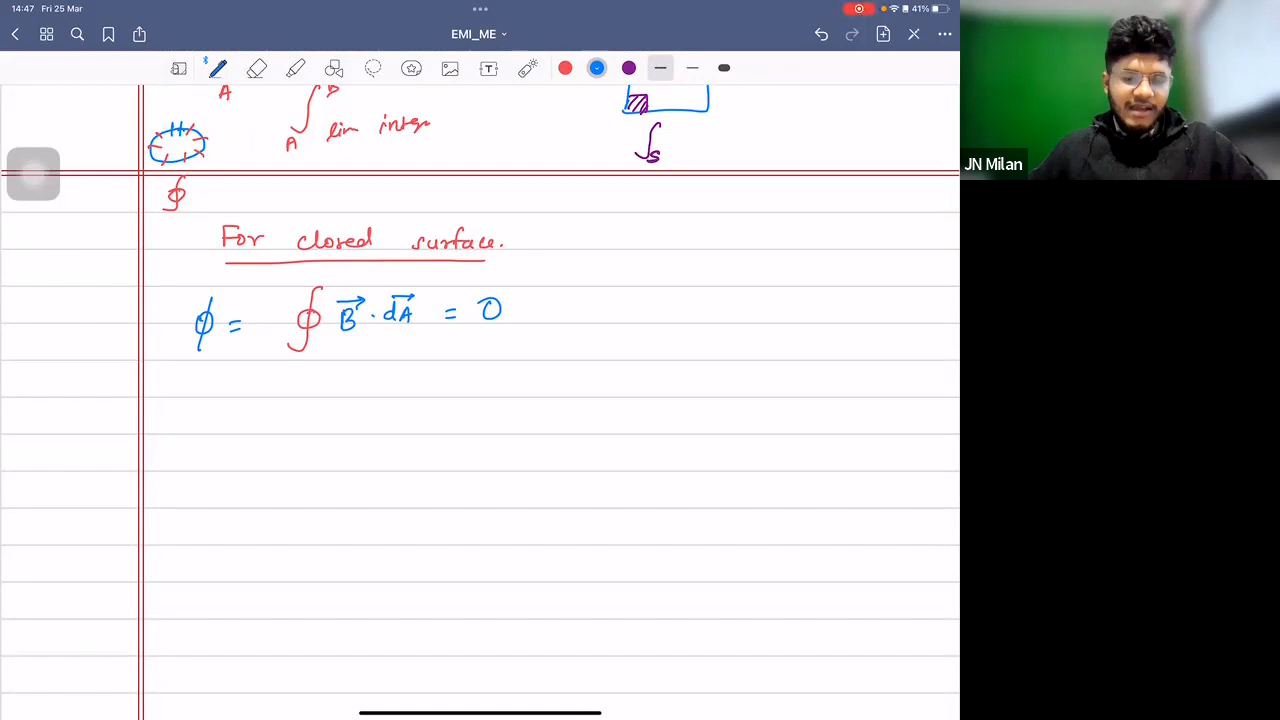 14:47 Fri 25 Mar
41%
EMI_ME
T
A
B
∫
A
lin integ
∫s
∮
For closed surface.
ϕ = ∮ B⃗ · dA⃗ = 0
JN Milan